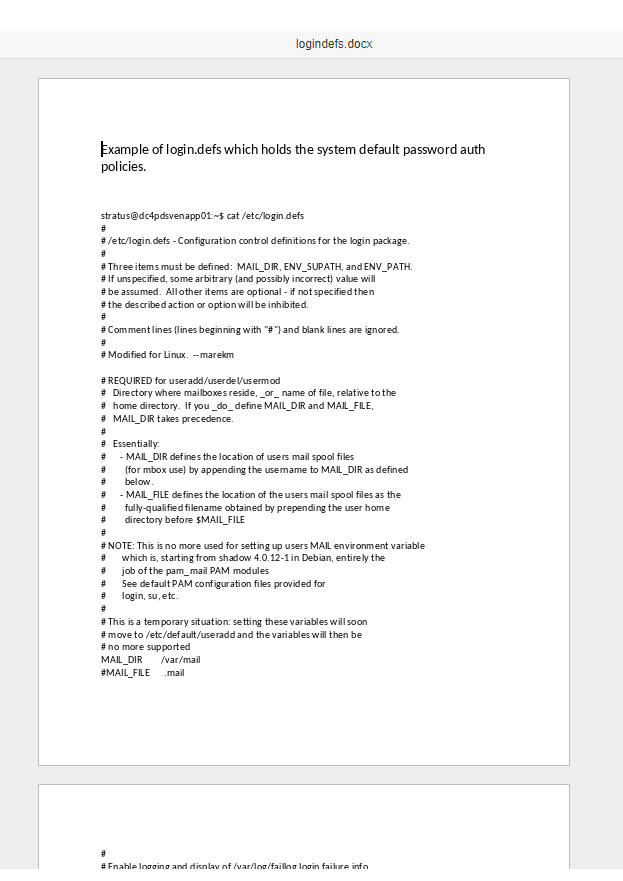 logindefs.docx
Example of login.defs which holds the system default password auth
policies.
stratus@dc4pdsvenapp01:~$ cat /etc/login.defs
#
# /etc/login.defs - Configuration control definitions for the login package.
#
# Three items must be defined:  MAIL_DIR, ENV_SUPATH, and ENV_PATH.
# If unspecified, some arbitrary (and possibly incorrect) value will
# be assumed.  All other items are optional - if not specified then
# the described action or option will be inhibited.
#
# Comment lines (lines beginning with "#") and blank lines are ignored.
#
# Modified for Linux.  --marekm
# REQUIRED for useradd/userdel/usermod
#   Directory where mailboxes reside, _or_ name of file, relative to the
#   home directory.  If you _do_ define MAIL_DIR and MAIL_FILE,
#   MAIL_DIR takes precedence.
#
#   Essentially:
#      - MAIL_DIR defines the location of users mail spool files
#        (for mbox use) by appending the username to MAIL_DIR as defined
#        below.
#      - MAIL_FILE defines the location of the users mail spool files as the
#        fully-qualified filename obtained by prepending the user home
#        directory before $MAIL_FILE
#
# NOTE: This is no more used for setting up users MAIL environment variable
#       which is, starting from shadow 4.0.12-1 in Debian, entirely the
#       job of the pam_mail PAM modules
#       See default PAM configuration files provided for
#       login, su, etc.
#
# This is a temporary situation: setting these variables will soon
# move to /etc/default/useradd and the variables will then be
# no more supported
MAIL_DIR        /var/mail
#MAIL_FILE      .mail
#
# Enable logging and display of /var/log/faillog login failure info.